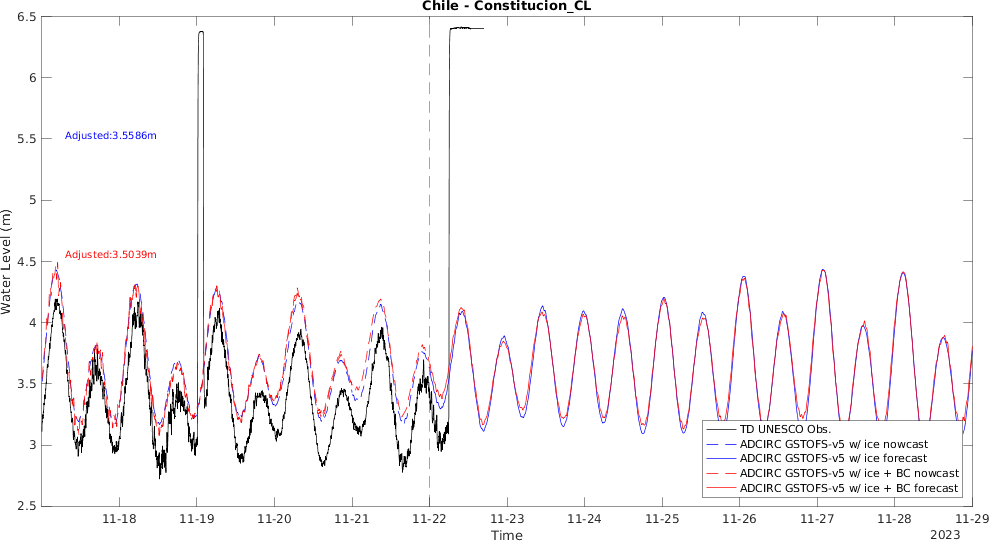 Chile - Constitucion_CL
6.5
6
5.5
5
4.5
4
3.5
3
2.5
Water Level (m)
Adjusted:3.5586m
Adjusted:3.5039m
TD UNESCO Obs.
ADCIRC GSTOFS-v5 w/ ice nowcast
ADCIRC GSTOFS-v5 w/ ice forecast
ADCIRC GSTOFS-v5 w/ ice + BC nowcast
ADCIRC GSTOFS-v5 w/ ice + BC forecast
11-18 11-19 11-20 11-21 11-22 11-23 11-24 11-25 11-26 11-27 11-28 11-29
Time
2023